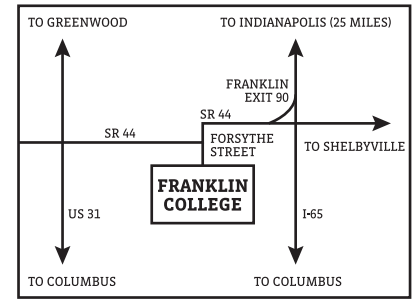 TO GREENWOOD
TO INDIANAPOLIS (25 MILES)
FRANKLIN
EXIT 90
SR 44
SR 44
FORSYTHE
STREET
TO SHELBYVILLE
FRANKLIN
COLLEGE
US 31
I-65
TO COLUMBUS
TO COLUMBUS